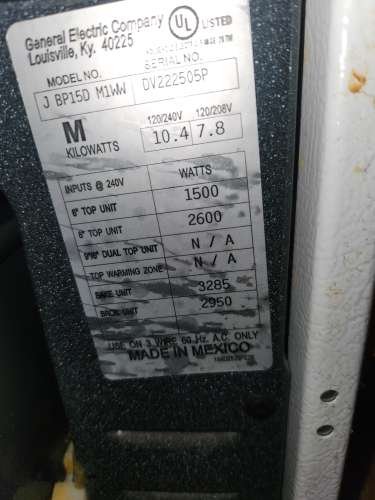 General Electric Company
Louisville, Ky. 40225
UL LISTED
MODEL NO. SERIAL NO.
J BP15D M1WW DV222505P
M
KILOWATTS
120/240V 120/208V
10.4 7.8
INPUTS @ 240V WATTS
6" TOP UNIT 1500
8" TOP UNIT 2600
DUAL TOP UNIT N / A
TOP WARMING ZONE N / A
BAKE UNIT 3285
BROIL UNIT 2950
USE ON 3 WIRE 60 Hz. A.C. ONLY
MADE IN MEXICO